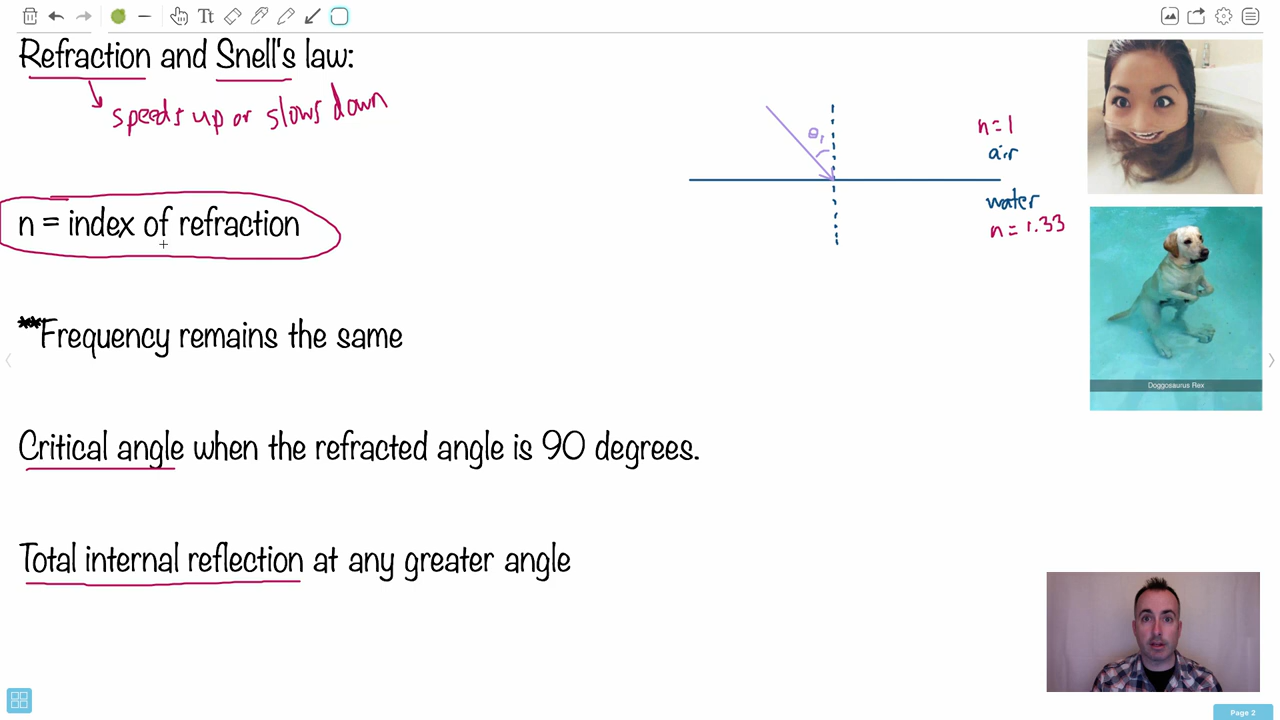 Tt
Refraction and Snell's law:
speeds up or slows down
n = index of refraction
**Frequency remains the same
Critical angle when the refracted angle is 90 degrees.
Total internal reflection at any greater angle
θ₁
n=1
air
water
n=1.33
Doggosaurus Rex
Page 2